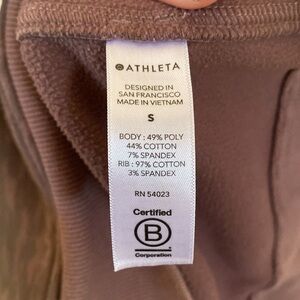 ATHLETA
DESIGNED IN
SAN FRANCISCO
MADE IN VIETNAM
S
BODY : 49% POLY
44% COTTON
7% SPANDEX
RIB : 97% COTTON
3% SPANDEX
RN 54023
Certified
B
Corporation